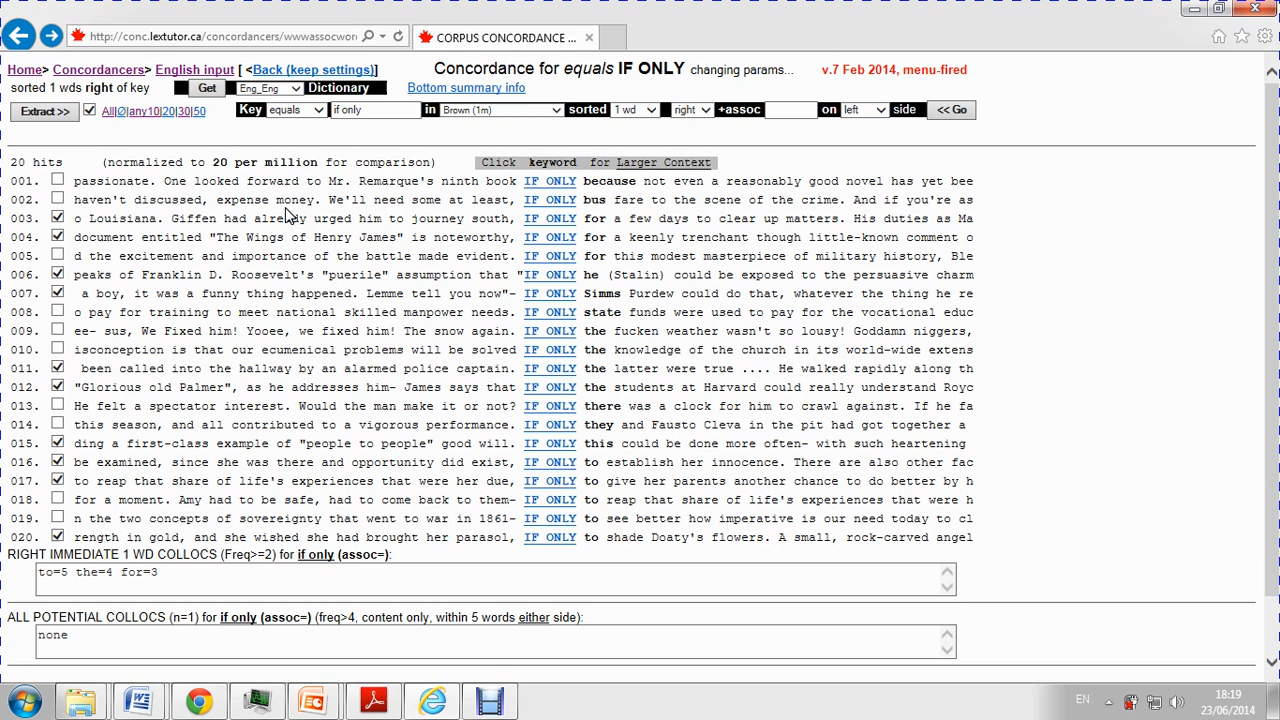 http://conc.lextutor.ca/concordancers/wwwassocwor
CORPUS CONCORDANCE ...
Home> Concordancers> English input [ <Back (keep settings)] Concordance for equals IF ONLY changing params... v.7 Feb 2014, menu-fired
sorted 1 wds right of key Get Eng_Eng Dictionary Bottom summary info
Extract >> All|Ø|any10|20|30|50 Key equals if only in Brown (1m) sorted 1 wd right +assoc on left side << Go
20 hits (normalized to 20 per million for comparison) Click keyword for Larger Context
001. passionate. One looked forward to Mr. Remarque's ninth book IF ONLY because not even a reasonably good novel has yet bee
002. haven't discussed, expense money. We'll need some at least, IF ONLY bus fare to the scene of the crime. And if you're as
003. o Louisiana. Giffen had already urged him to journey south, IF ONLY for a few days to clear up matters. His duties as Ma
004. document entitled "The Wings of Henry James" is noteworthy, IF ONLY for a keenly trenchant though little-known comment o
005. d the excitement and importance of the battle made evident. IF ONLY for this modest masterpiece of military history, Ble
006. peaks of Franklin D. Roosevelt's "puerile" assumption that "IF ONLY he (Stalin) could be exposed to the persuasive charm
007. a boy, it was a funny thing happened. Lemme tell you now"- IF ONLY Simms Purdew could do that, whatever the thing he re
008. o pay for training to meet national skilled manpower needs. IF ONLY state funds were used to pay for the vocational educ
009. ee- sus, We Fixed him! Yooee, we fixed him! The snow again. IF ONLY the fucken weather wasn't so lousy! Goddamn niggers,
010. isconception is that our ecumenical problems will be solved IF ONLY the knowledge of the church in its world-wide extens
011. been called into the hallway by an alarmed police captain. IF ONLY the latter were true .... He walked rapidly along th
012. "Glorious old Palmer", as he addresses him- James says that IF ONLY the students at Harvard could really understand Royc
013. He felt a spectator interest. Would the man make it or not? IF ONLY there was a clock for him to crawl against. If he fa
014. this season, and all contributed to a vigorous performance. IF ONLY they and Fausto Cleva in the pit had got together a
015. ding a first-class example of "people to people" good will. IF ONLY this could be done more often- with such heartening
016. be examined, since she was there and opportunity did exist, IF ONLY to establish her innocence. There are also other fac
017. to reap that share of life's experiences that were her due, IF ONLY to give her parents another chance to do better by h
018. for a moment. Amy had to be safe, had to come back to them- IF ONLY to reap that share of life's experiences that were h
019. n the two concepts of sovereignty that went to war in 1861- IF ONLY to see better how imperative is our need today to cl
020. rength in gold, and she wished she had brought her parasol, IF ONLY to shade Doaty's flowers. A small, rock-carved angel
RIGHT IMMEDIATE 1 WD COLLOCS (Freq>=2) for if only (assoc=):
to=5 the=4 for=3
ALL POTENTIAL COLLOCS (n=1) for if only (assoc=) (freq>4, content only, within 5 words either side):
none
EN
18:19
23/06/2014